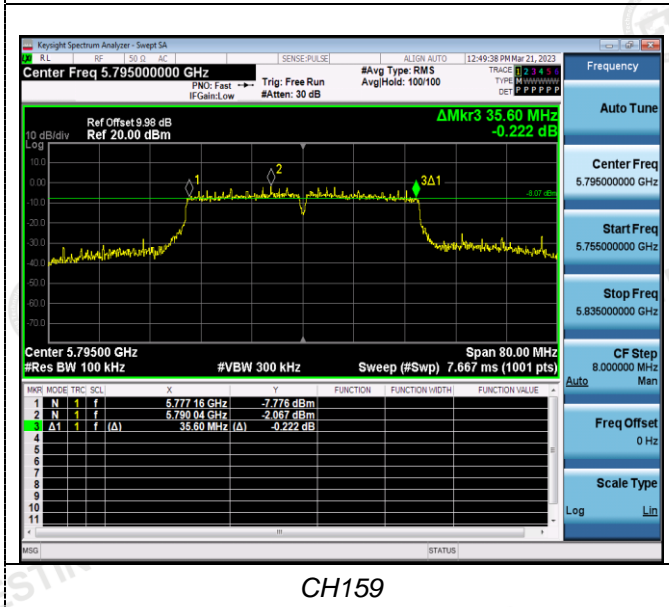 Keysight Spectrum Analyzer - Swept SA
RL RF 50 Ω AC SENSE:PULSE ALIGN AUTO 12:49:38 PM Mar 21, 2023
Center Freq 5.795000000 GHz
PNO: Fast
IFGain:Low
Trig: Free Run
#Atten: 30 dB
#Avg Type: RMS
Avg|Hold: 100/100
TRACE 1 2 3 4 5 6
TYPE M W W W W W
DET P P P P P P
Ref Offset 9.98 dB
10 dB/div Ref 20.00 dBm
Log
ΔMkr3 35.60 MHz
-0.222 dB
10.0
0.00
-10.0
-20.0
-30.0
-40.0
-50.0
-60.0
-70.0
1
2
3Δ1
-8.07 dBm
Center 5.79500 GHz Span 80.00 MHz
#Res BW 100 kHz #VBW 300 kHz Sweep (#Swp) 7.667 ms (1001 pts)
MKR MODE TRC SCL X Y FUNCTION FUNCTION WIDTH FUNCTION VALUE
1 N 1 f 5.777 16 GHz -7.776 dBm
2 N 1 f 5.790 04 GHz -2.067 dBm
3 Δ1 1 f (Δ) 35.60 MHz (Δ) -0.222 dB
4
5
6
7
8
9
10
11
MSG STATUS
Frequency
Auto Tune
Center Freq
5.795000000 GHz
Start Freq
5.755000000 GHz
Stop Freq
5.835000000 GHz
CF Step
8.000000 MHz
Auto Man
Freq Offset
0 Hz
Scale Type
Log Lin
CH159